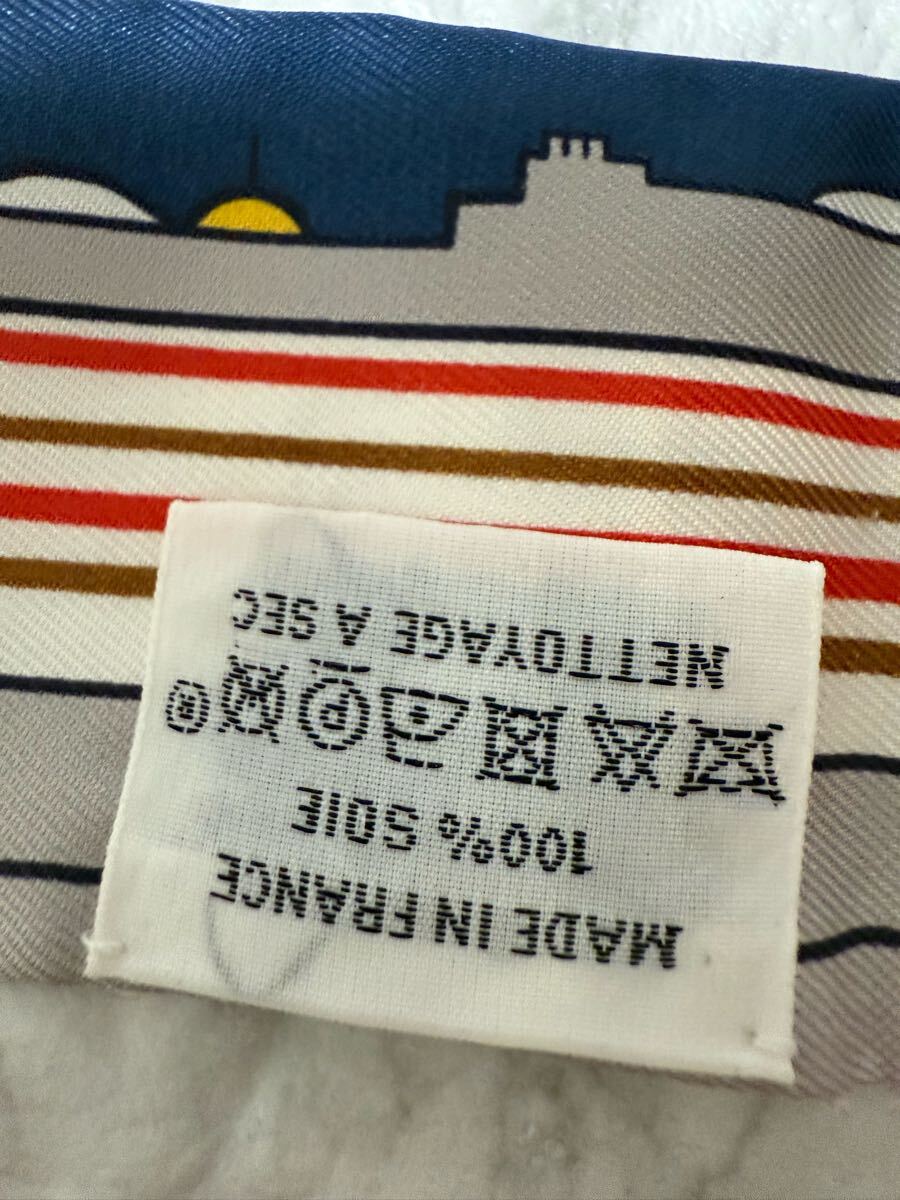 MADE IN FRANCE
100% SOIE
P ®
NETTOYAGE A SEC